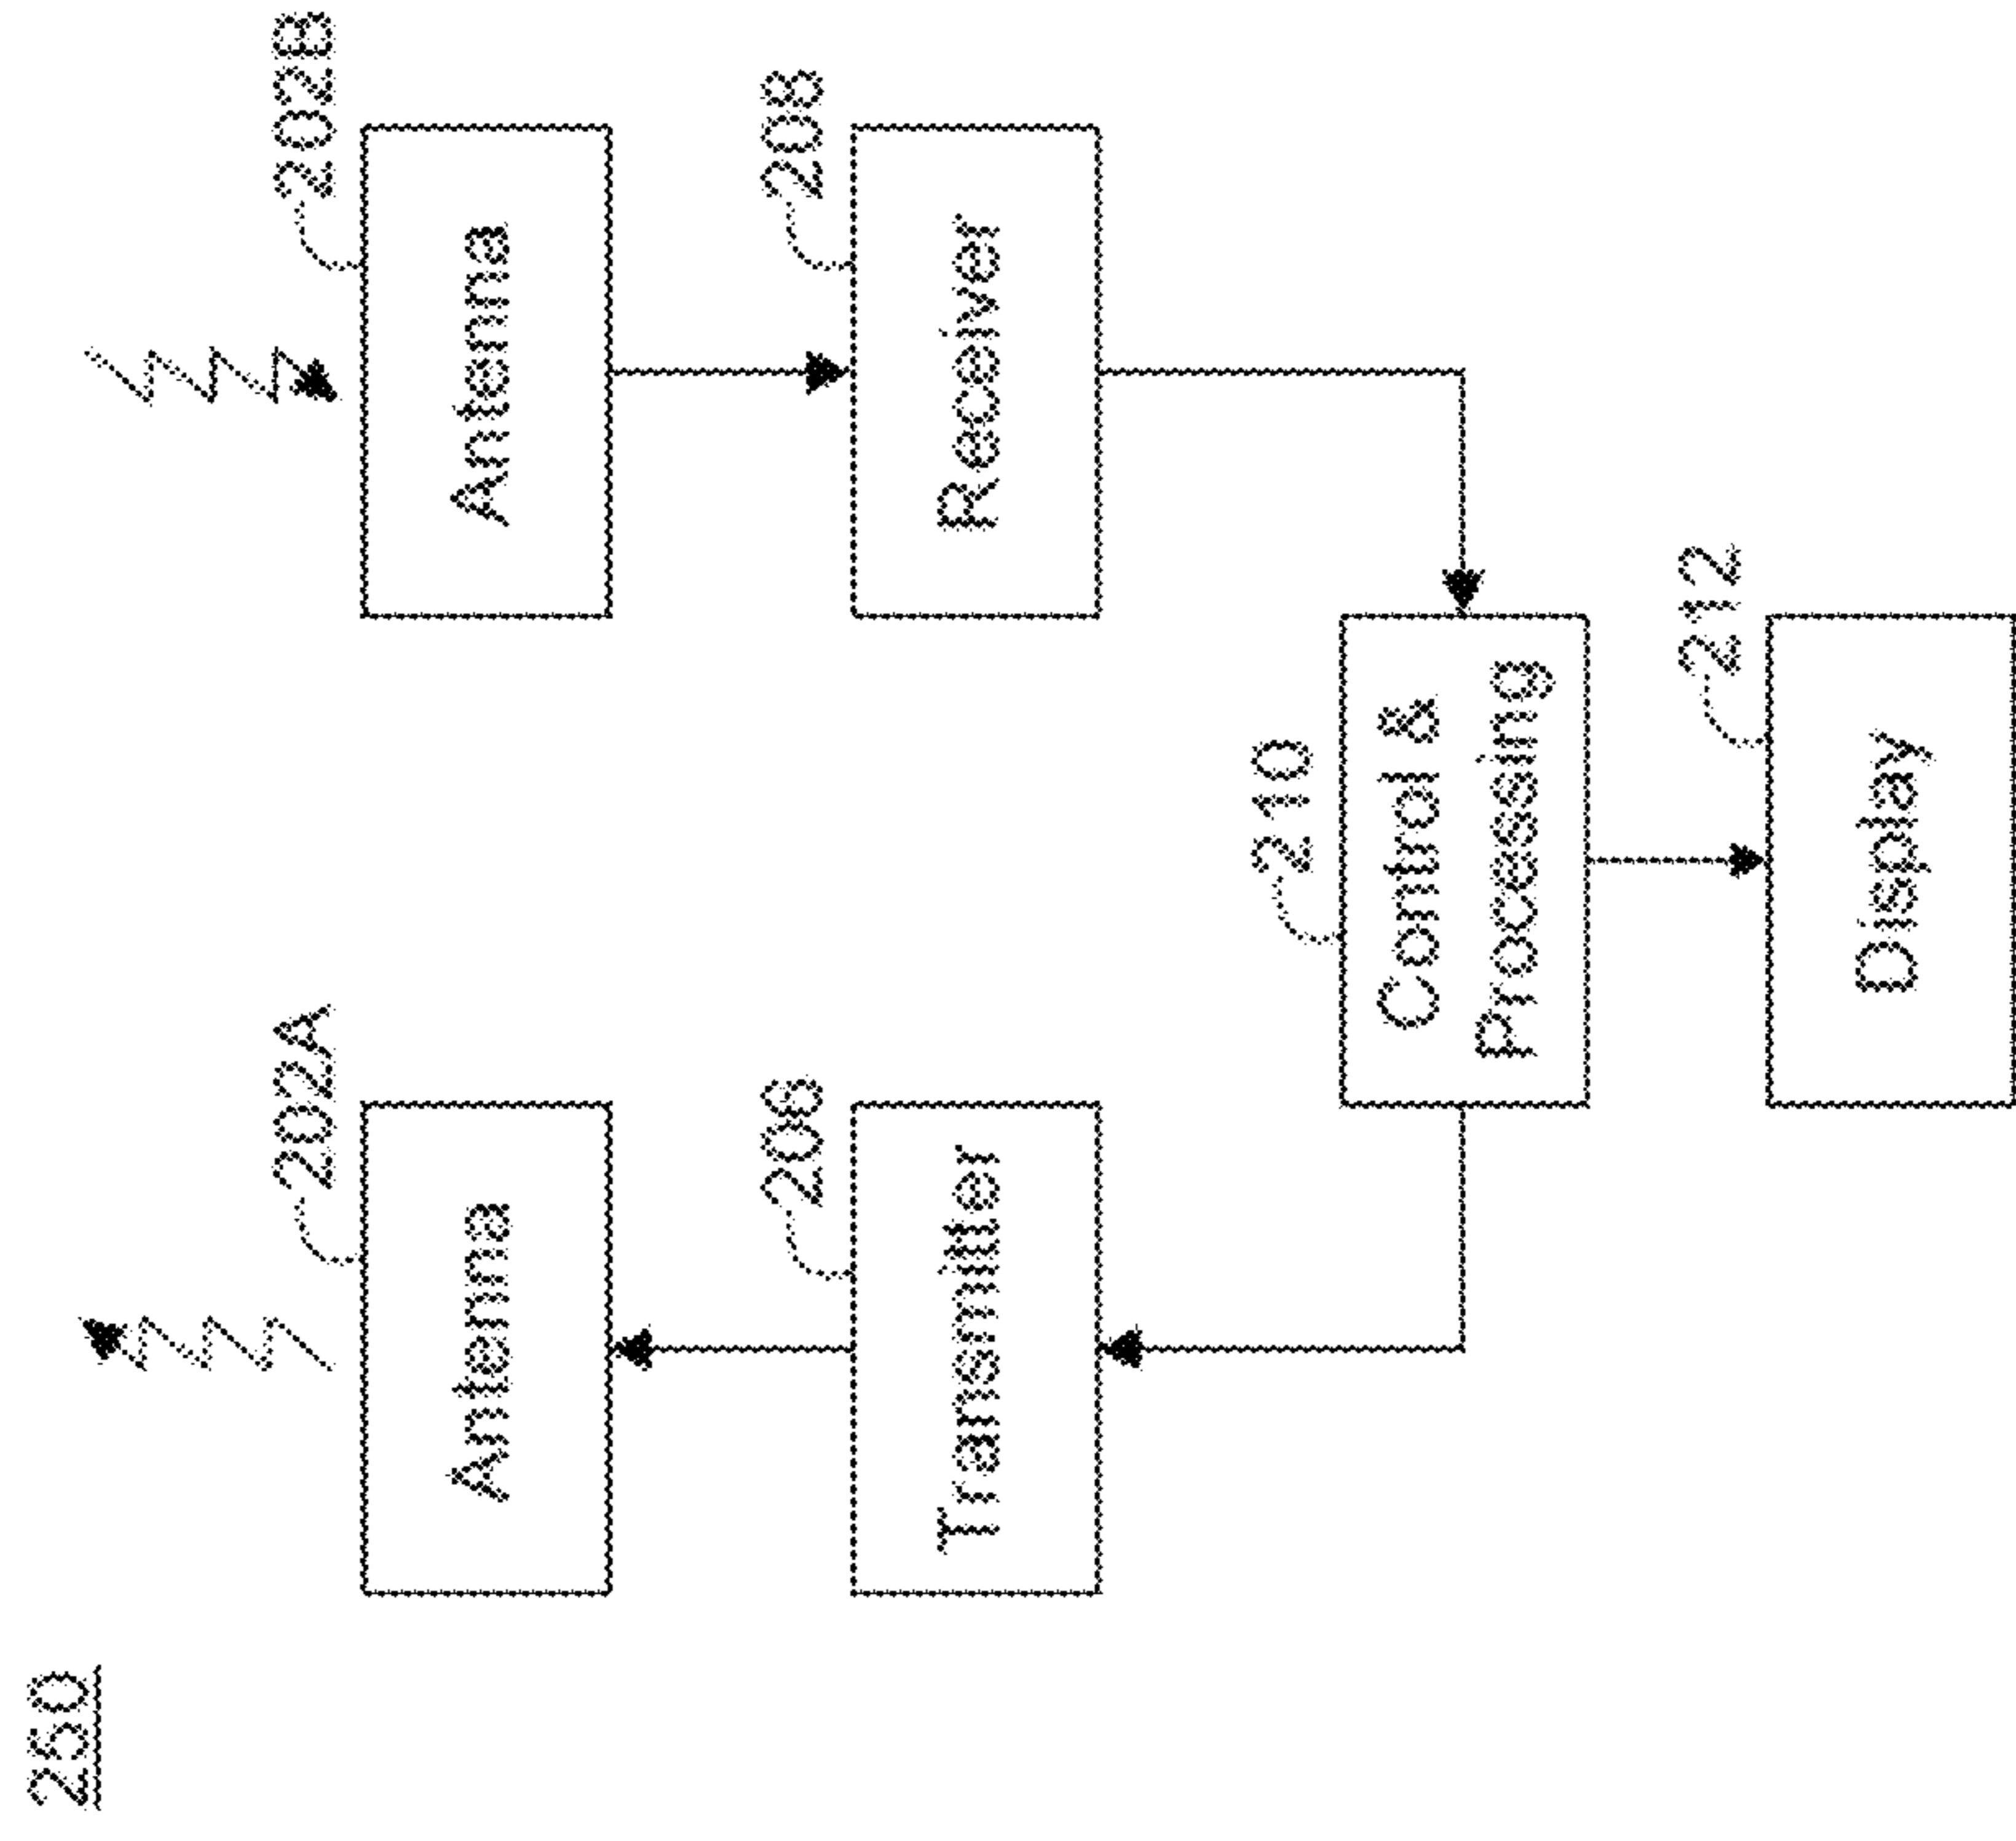 250
202A
Antenna
202B
Antenna
206
Transmitter
208
Receiver
210
Control &
Processing
212
Display